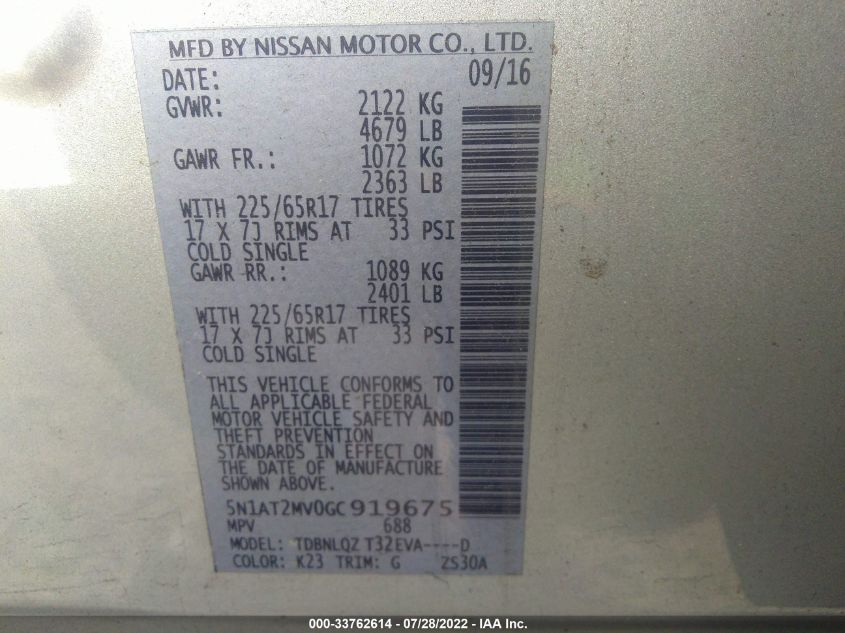 MFD BY NISSAN MOTOR CO., LTD.
DATE: 09/16
GVWR: 2122 KG
4679 LB
GAWR FR.: 1072 KG
2363 LB
WITH 225/65R17 TIRES
17 X 7J RIMS AT 33 PSI
COLD SINGLE
GAWR RR.: 1089 KG
2401 LB
WITH 225/65R17 TIRES
17 X 7J RIMS AT 33 PSI
COLD SINGLE
THIS VEHICLE CONFORMS TO
ALL APPLICABLE FEDERAL
MOTOR VEHICLE SAFETY AND
THEFT PREVENTION
STANDARDS IN EFFECT ON
THE DATE OF MANUFACTURE
SHOWN ABOVE.
5N1AT2MV0GC919675
MPV 688
MODEL: TDBNLQZ T32EVA----D
COLOR: K23 TRIM: G ZS30A
000-33762614 - 07/28/2022 - IAA Inc.